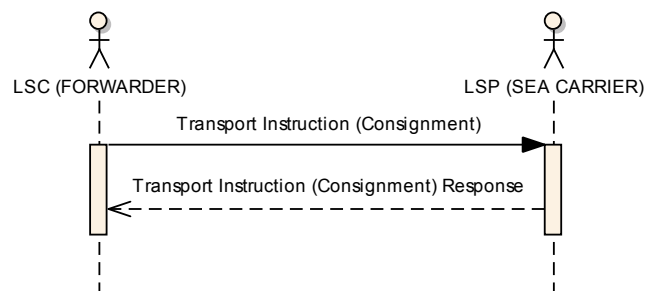 LSC (FORWARDER)
LSP (SEA CARRIER)
Transport Instruction (Consignment)
Transport Instruction (Consignment) Response